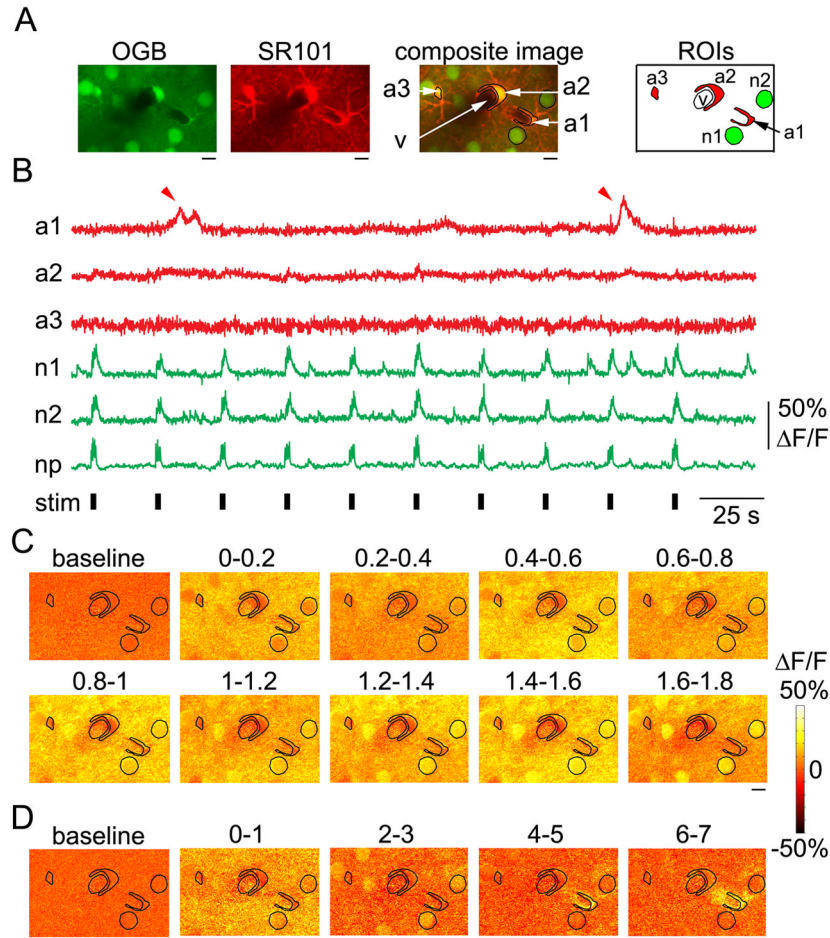 A
OGB SR101 composite image ROIs
a3 a2 a1 v
a3 a2 n2 v n1 a1
B
a1
a2
a3
n1
n2
np
50%
ΔF/F
stim
25 s
C
baseline 0-0.2 0.2-0.4 0.4-0.6 0.6-0.8
0.8-1 1-1.2 1.2-1.4 1.4-1.6 1.6-1.8
ΔF/F
50%
0
-50%
D
baseline 0-1 2-3 4-5 6-7